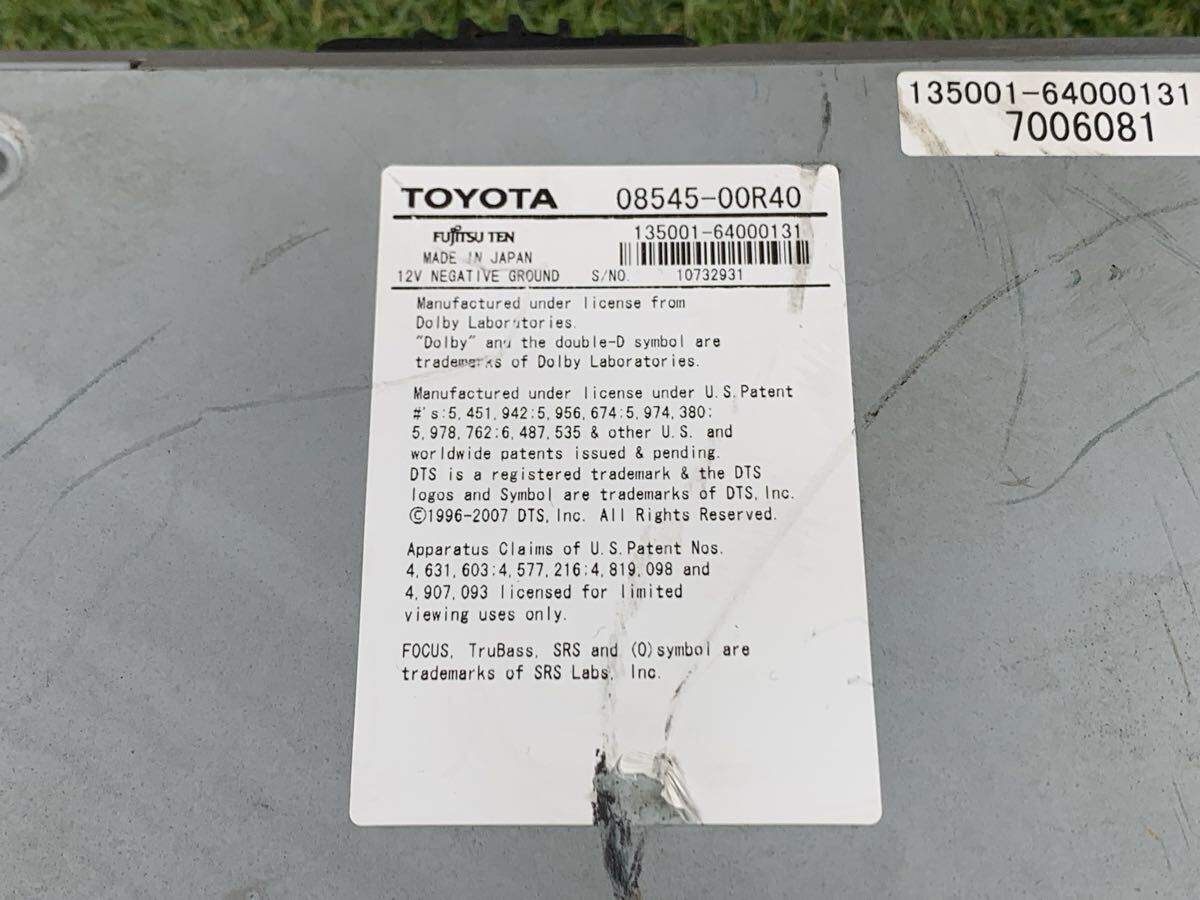 135001-64000131
7006081
TOYOTA 08545-00R40
FUJITSU TEN 135001-64000131
MADE IN JAPAN
12V NEGATIVE GROUND S/NO. 10732931
Manufactured under license from
Dolby Laboratories.
"Dolby" and the double-D symbol are
trademarks of Dolby Laboratories.
Manufactured under license under U.S.Patent
#'s:5,451,942;5,956,674;5,974,380;
5,978,762;6,487,535 & other U.S. and
worldwide patents issued & pending.
DTS is a registered trademark & the DTS
logos and Symbol are trademarks of DTS, Inc.
©1996-2007 DTS, Inc. All Rights Reserved.
Apparatus Claims of U.S.Patent Nos.
4,631,603;4,577,216;4,819,098 and
4,907,093 licensed for limited
viewing uses only.
FOCUS, TruBass, SRS and (O)symbol are
trademarks of SRS Labs, Inc.